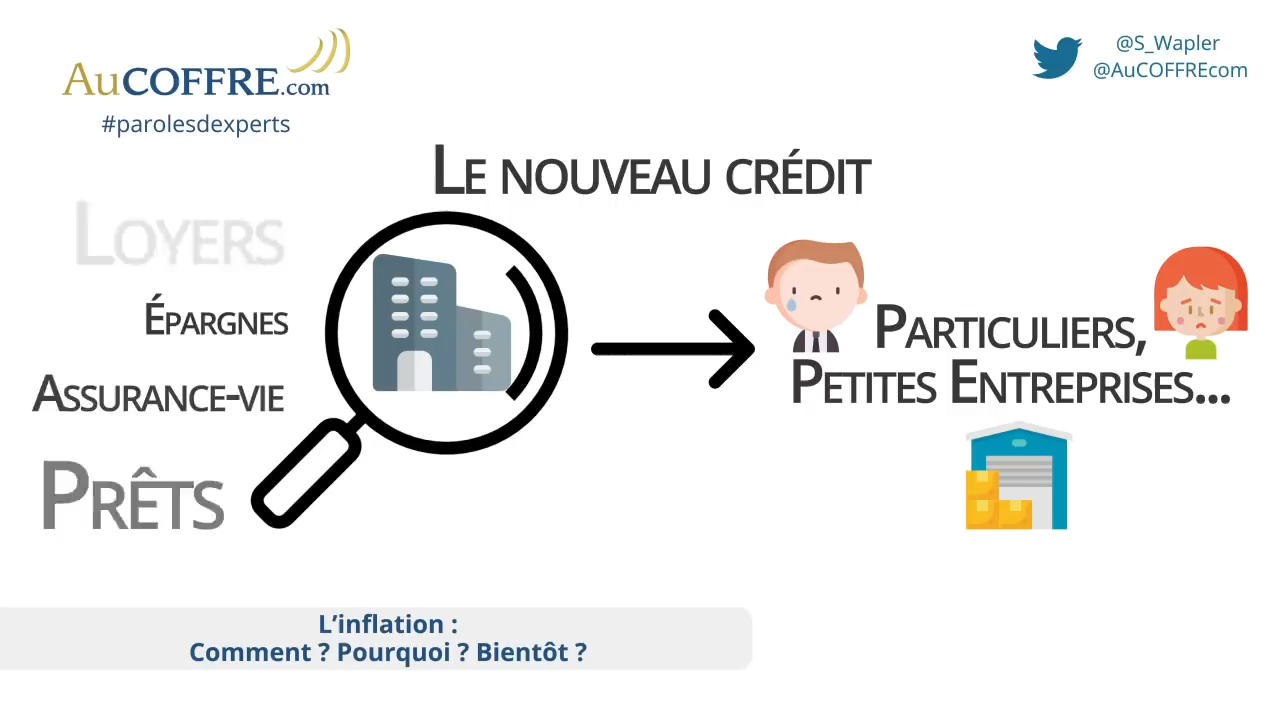 AuCOFFRE.com
#parolesdexperts
@S_Wapler
@AuCOFFREcom
LE NOUVEAU CRÉDIT
LOYERS
ÉPARGNES
ASSURANCE-VIE
PRÊTS
PARTICULIERS,
PETITES ENTREPRISES...
L’inflation :
Comment ? Pourquoi ? Bientôt ?